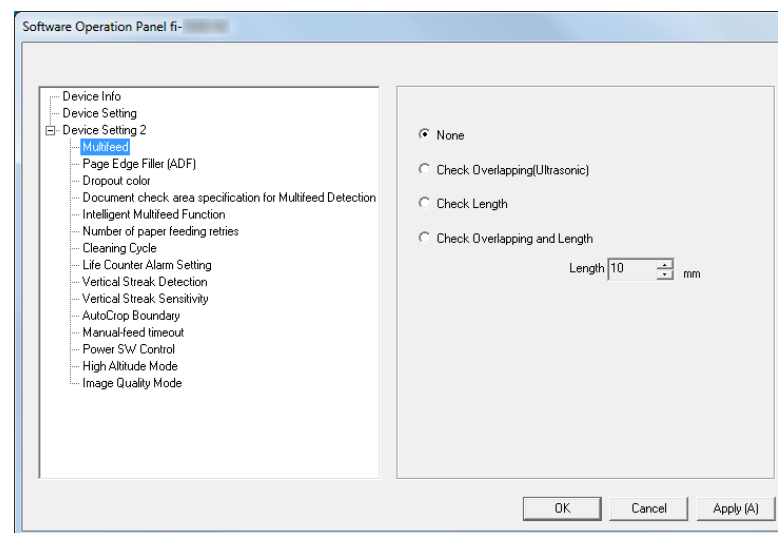 Software Operation Panel fi-
Device Info
Device Setting
Device Setting 2
Multifeed
Page Edge Filler (ADF)
Dropout color
Document check area specification for Multifeed Detection
Intelligent Multifeed Function
Number of paper feeding retries
Cleaning Cycle
Life Counter Alarm Setting
Vertical Streak Detection
Vertical Streak Sensitivity
AutoCrop Boundary
Manual-feed timeout
Power SW Control
High Altitude Mode
Image Quality Mode
None
Check Overlapping(Ultrasonic)
Check Length
Check Overlapping and Length
Length 10 mm
OK Cancel Apply (A)